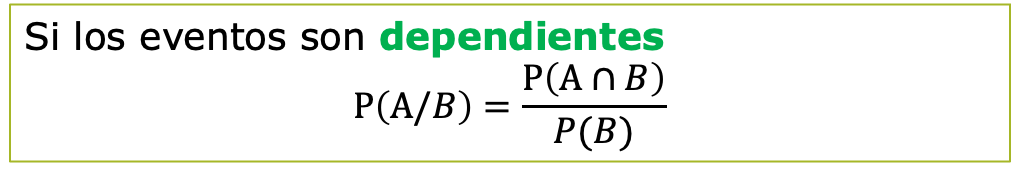 Si los eventos son dependientes
P(A/B) = P(A ∩ B) / P(B)